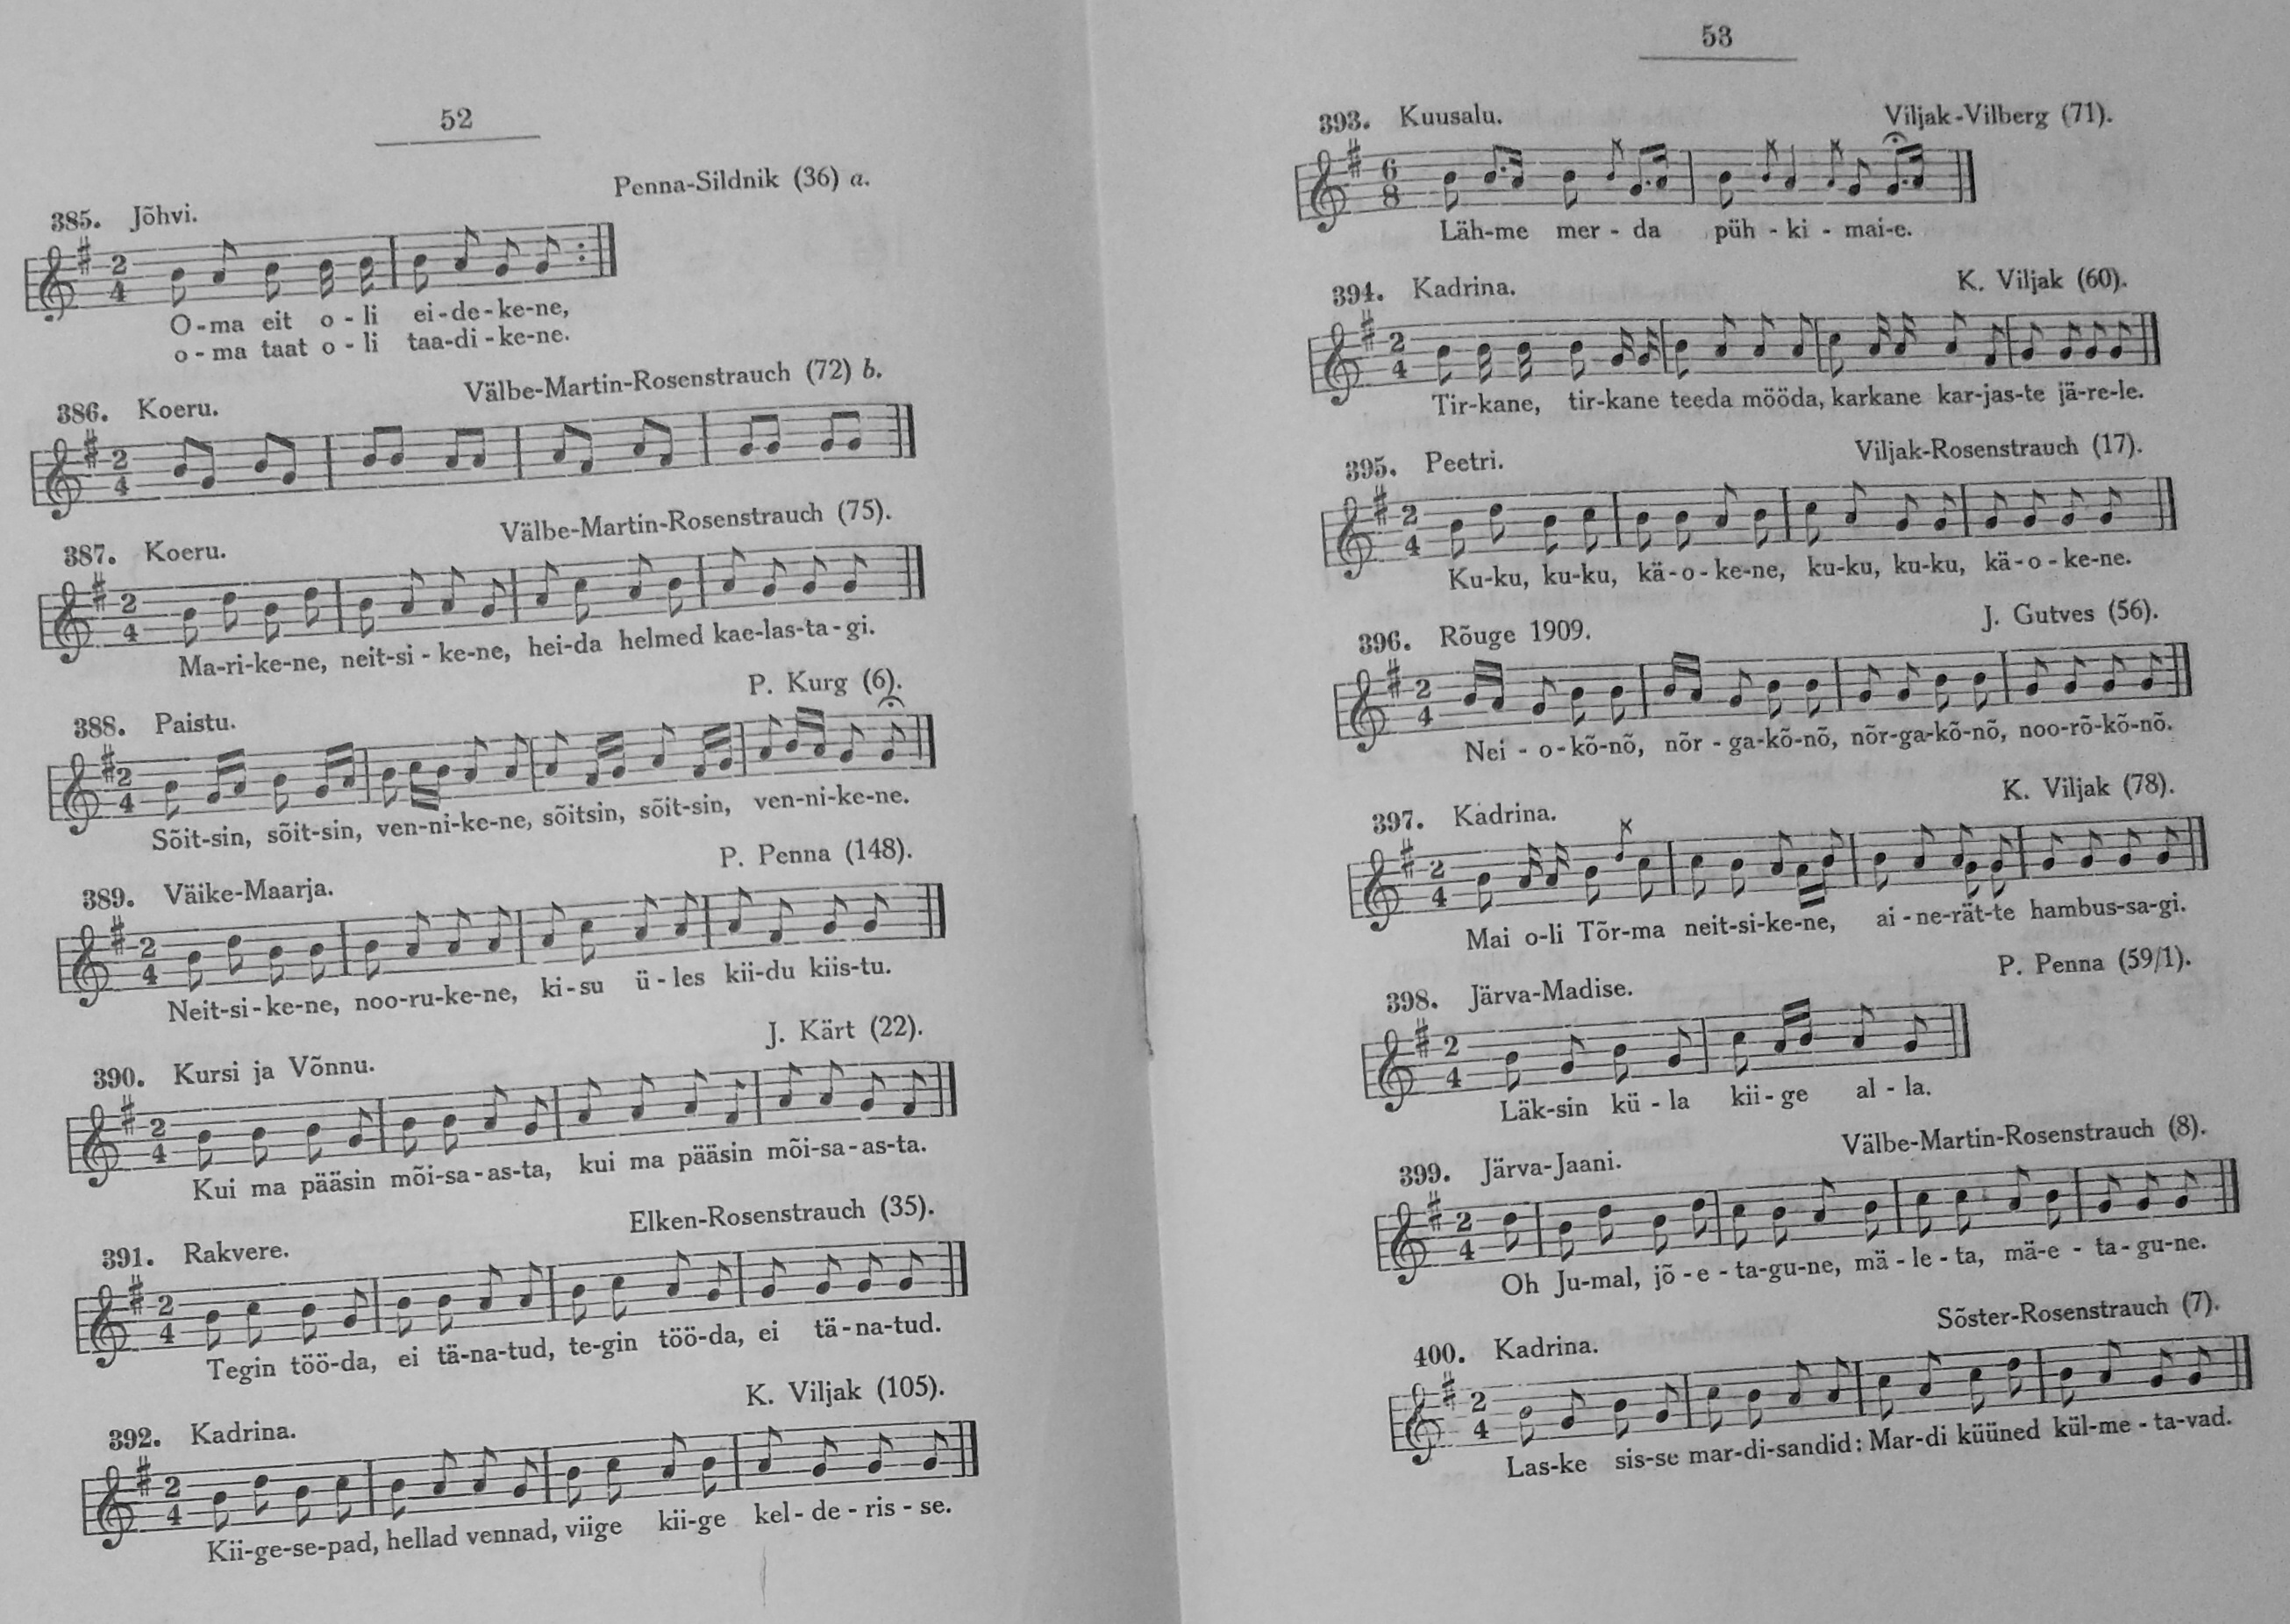 52
Penna-Sildnik (36) a.
385. Jõhvi.
2
4
O-ma eit o-li ei-de-ke-ne,
o-ma taat o-li taa-di-ke-ne.
Välbe-Martin-Rosenstrauch (72) b.
386. Koeru.
2
4
Välbe-Martin-Rosenstrauch (75).
387. Koeru.
2
4
Ma-ri-ke-ne, neit-si-ke-ne, hei-da helmed kae-las-ta-gi.
P. Kurg (6).
388. Paistu.
2
4
Sõit-sin, sõit-sin, ven-ni-ke-ne, sõitsin, sõit-sin, ven-ni-ke-ne.
P. Penna (148).
389. Väike-Maarja.
2
4
Neit-si-ke-ne, noo-ru-ke-ne, ki-su ü-les kii-du kiis-tu.
J. Kärt (22).
390. Kursi ja Võnnu.
2
4
Kui ma pääsin mõi-sa-as-ta, kui ma pääsin mõi-sa-as-ta.
Elken-Rosenstrauch (35).
391. Rakvere.
2
4
Tegin töö-da, ei tä-na-tud, te-gin töö-da, ei tä-na-tud.
K. Viljak (105).
392. Kadrina.
2
4
Kii-ge-se-pad, hellad vennad, viige kii-ge kel-de-ris-se.
53
393. Kuusalu. Viljak-Vilberg (71).
6
8
Läh-me mer-da püh-ki-mai-e.
394. Kadrina. K. Viljak (60).
2
4
Tir-kane, tir-kane teeda mööda, karkane kar-jas-te jä-re-le.
395. Peetri. Viljak-Rosenstrauch (17).
2
4
Ku-ku, ku-ku, kä-o-ke-ne, ku-ku, ku-ku, kä-o-ke-ne.
396. Rõuge 1909. J. Gutves (56).
2
4
Nei-o-kõ-nõ, nõr-ga-kõ-nõ, nõr-ga-kõ-nõ, noo-rõ-kõ-nõ.
397. Kadrina. K. Viljak (78).
2
4
Mai o-li Tõr-ma neit-si-ke-ne, ai-ne-rät-te hambus-sa-gi.
398. Järva-Madise. P. Penna (59/1).
2
4
Läk-sin kü-la kii-ge al-la.
399. Järva-Jaani. Välbe-Martin-Rosenstrauch (8).
2
4
Oh Ju-mal, jõ-e-ta-gu-ne, mä-le-ta, mä-e-ta-gu-ne.
400. Kadrina. Sõster-Rosenstrauch (7).
2
4
Las-ke sis-se mar-di-sandid: Mar-di küüned kül-me-ta-vad.